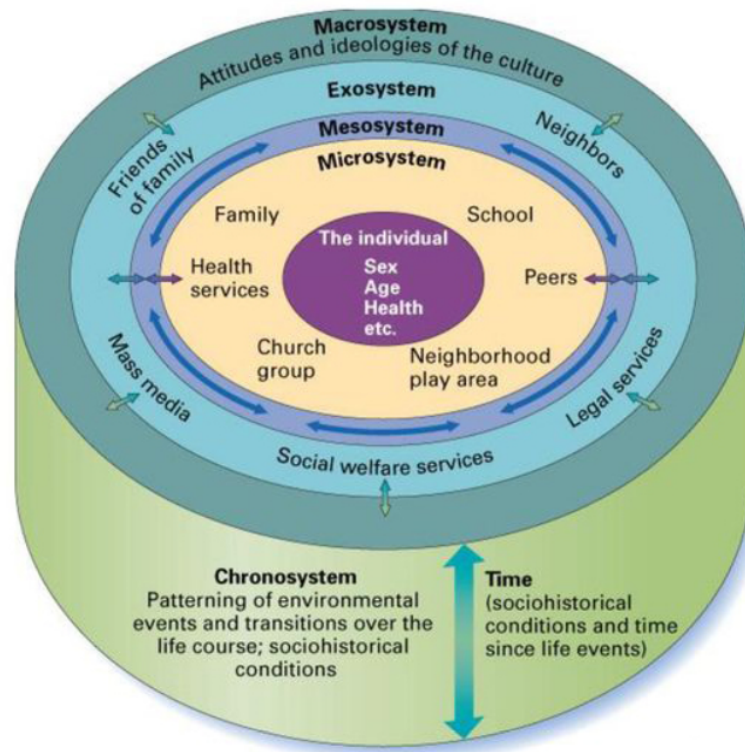 Macrosystem
Attitudes and ideologies of the culture
Exosystem
Mesosystem
Microsystem
Friends
of family
Neighbors
Family
School
The individual
Sex
Age
Health
etc.
Health
services
Peers
Church
group
Neighborhood
play area
Mass media
Legal services
Social welfare services
Chronosystem
Patterning of environmental
events and transitions over the
life course; sociohistorical
conditions
Time
(sociohistorical
conditions and time
since life events)